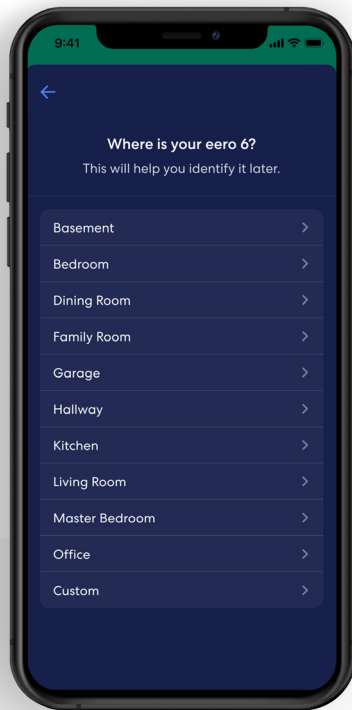 9:41
Where is your eero 6?
This will help you identify it later.
Basement
Bedroom
Dining Room
Family Room
Garage
Hallway
Kitchen
Living Room
Master Bedroom
Office
Custom